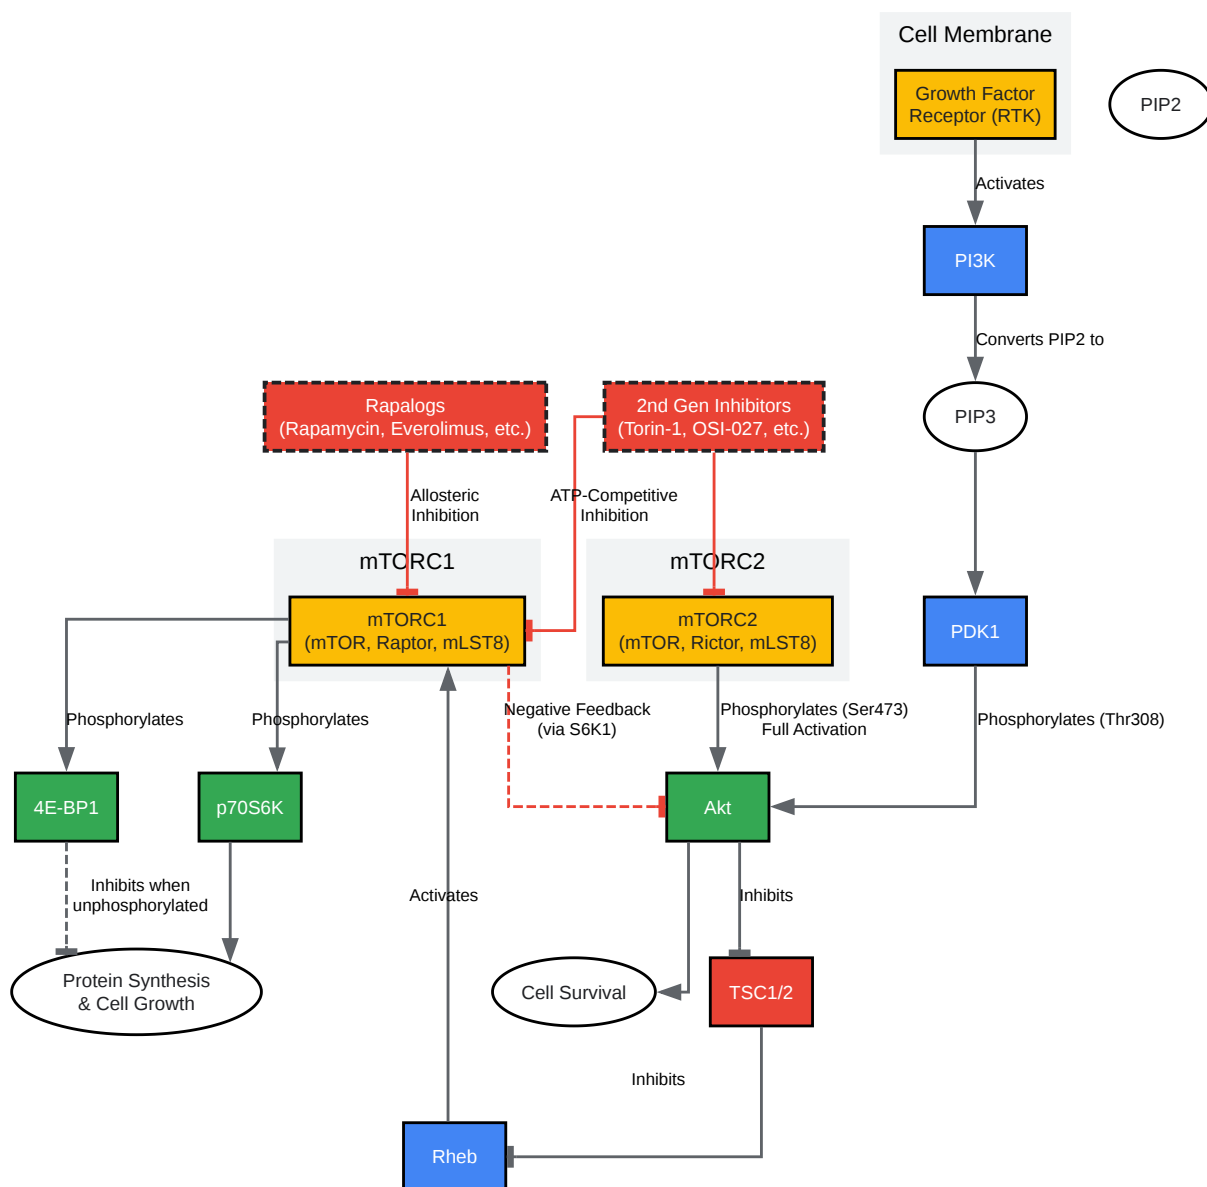 Cell Membrane
Growth Factor
Receptor (RTK)
PIP2
Activates
PI3K
Converts PIP2 to
Rapalogs
(Rapamycin, Everolimus, etc.)
2nd Gen Inhibitors
(Torin-1, OSI-027, etc.)
PIP3
Allosteric
Inhibition
ATP-Competitive
Inhibition
mTORC1
mTORC2
mTORC1
(mTOR, Raptor, mLST8)
mTORC2
(mTOR, Rictor, mLST8)
PDK1
Phosphorylates
Phosphorylates
Negative Feedback
(via S6K1)
Phosphorylates (Ser473)
Full Activation
Phosphorylates (Thr308)
4E-BP1
p70S6K
Akt
Inhibits when
unphosphorylated
Activates
Inhibits
Protein Synthesis
& Cell Growth
Cell Survival
TSC1/2
Inhibits
Rheb